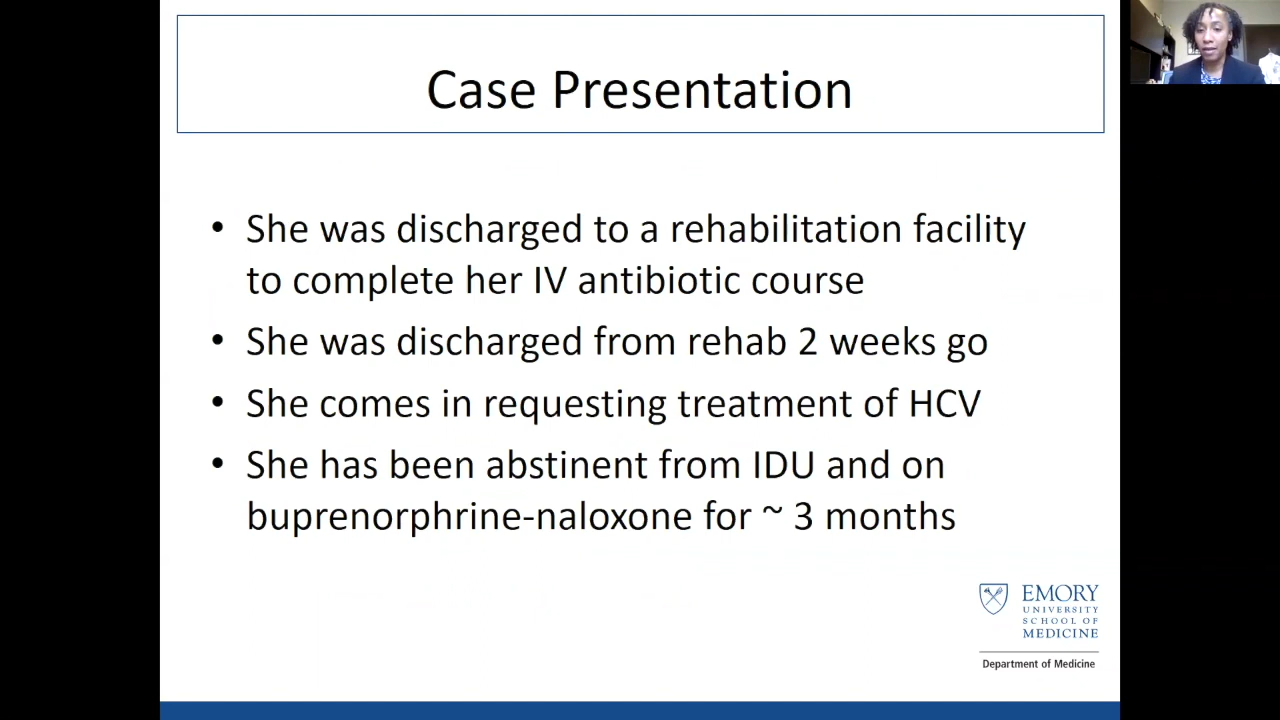 Case Presentation
• She was discharged to a rehabilitation facility
to complete her IV antibiotic course
• She was discharged from rehab 2 weeks go
• She comes in requesting treatment of HCV
• She has been abstinent from IDU and on
buprenorphrine-naloxone for ~ 3 months
EMORY
UNIVERSITY
SCHOOL OF
MEDICINE
Department of Medicine